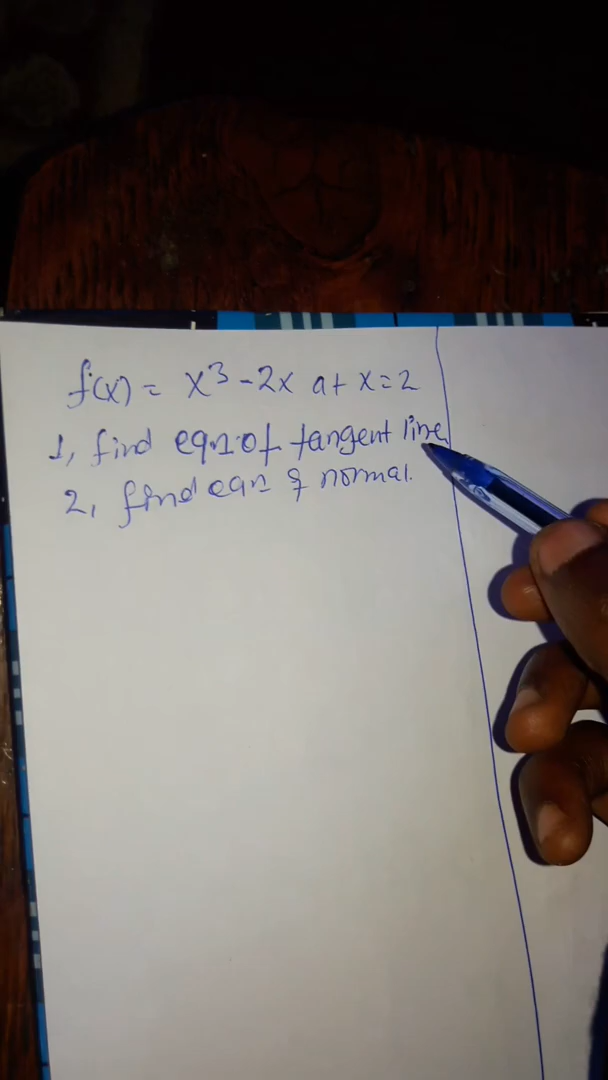 f(x) = x³ - 2x at x = 2
1, find eqn of tangent line
2, find eqn of normal.